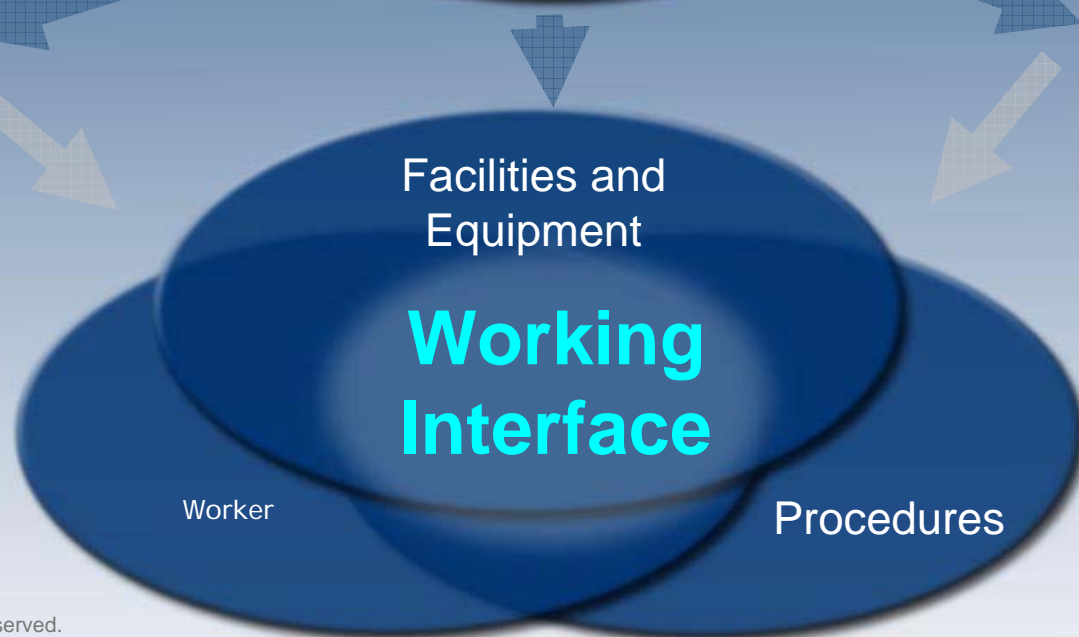 Facilities and
Equipment
Working
Interface
Worker
Procedures
served.